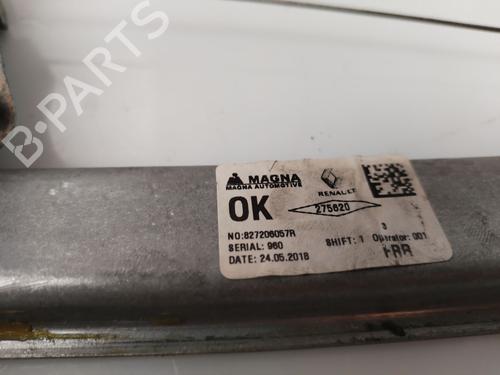 B-PARTS
MAGNA
MAGNA AUTOMOTIVE
RENAULT
OK
275620
NO:827206057R
3
SERIAL: 960
SHIFT: 1 Operator: 001
DATE: 24.05.2018